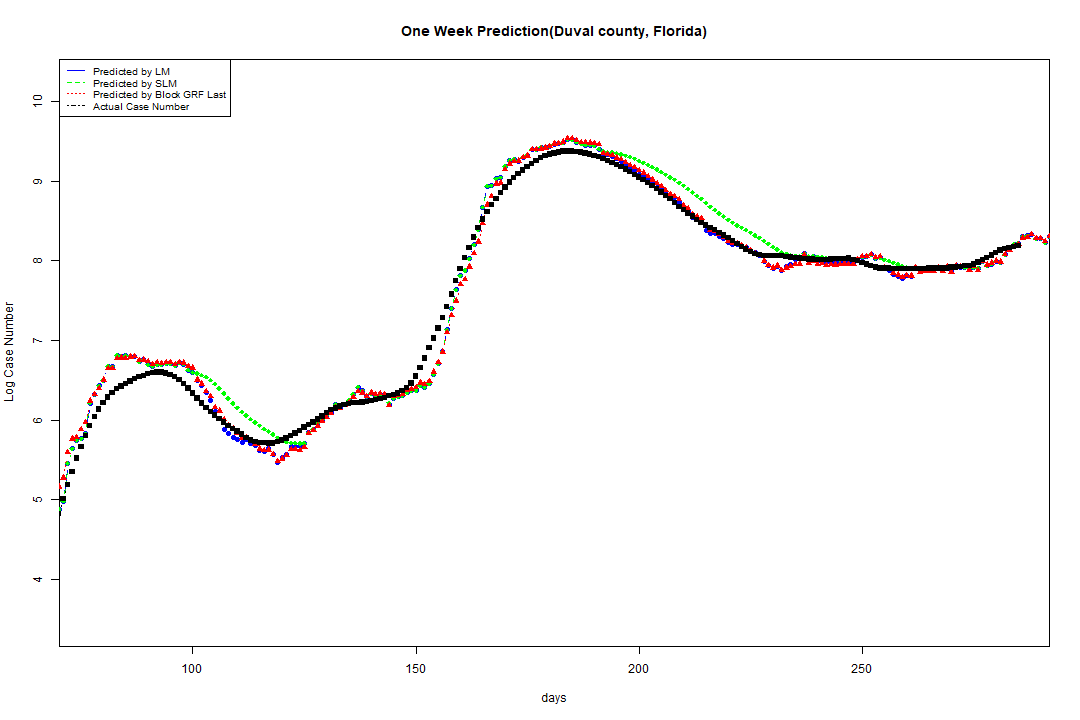 One Week Prediction(Duval county, Florida)
Predicted by LM
Predicted by SLM
Predicted by Block GRF Last
Actual Case Number
10
9
8
7
6
5
4
Log Case Number
100 150 200 250
days